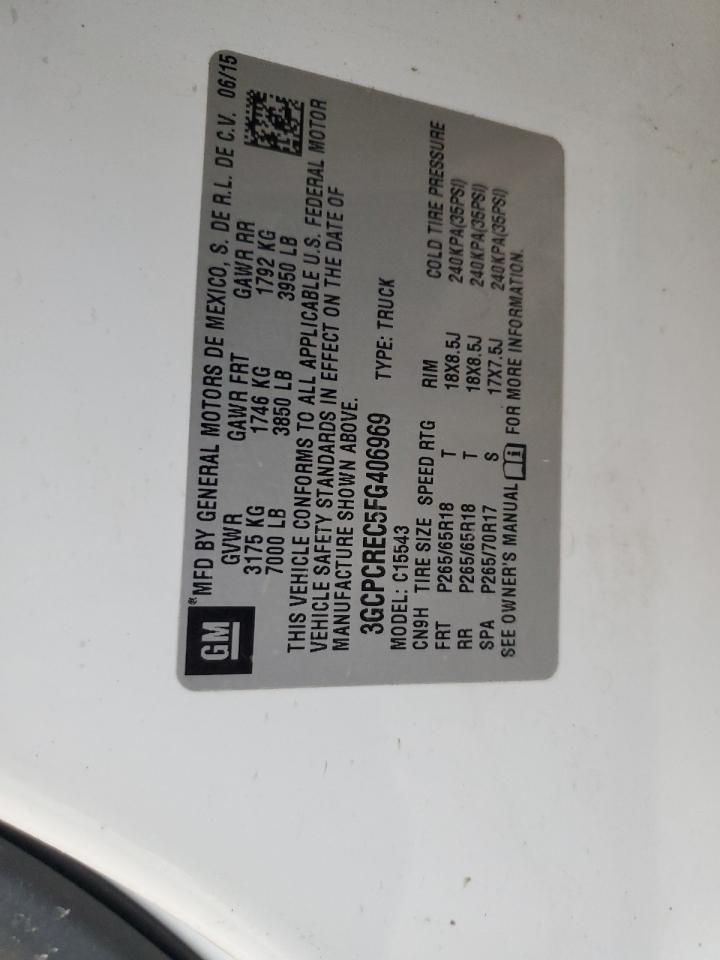 GM
®MFD BY GENERAL MOTORS DE MEXICO, S. DE R.L. DE C.V. 06/15
GVWR GAWR FRT GAWR RR
3175 KG 1746 KG 1792 KG
7000 LB 3850 LB 3950 LB
THIS VEHICLE CONFORMS TO ALL APPLICABLE U.S. FEDERAL MOTOR
VEHICLE SAFETY STANDARDS IN EFFECT ON THE DATE OF
MANUFACTURE SHOWN ABOVE.
3GCPCREC5FG406969 TYPE: TRUCK
MODEL: C15543
CN9H TIRE SIZE SPEED RTG RIM COLD TIRE PRESSURE
FRT P265/65R18 T 18X8.5J 240KPA(35PSI)
RR P265/65R18 T 18X8.5J 240KPA(35PSI)
SPA P265/70R17 S 17X7.5J 240KPA(35PSI)
SEE OWNER'S MANUAL i FOR MORE INFORMATION.